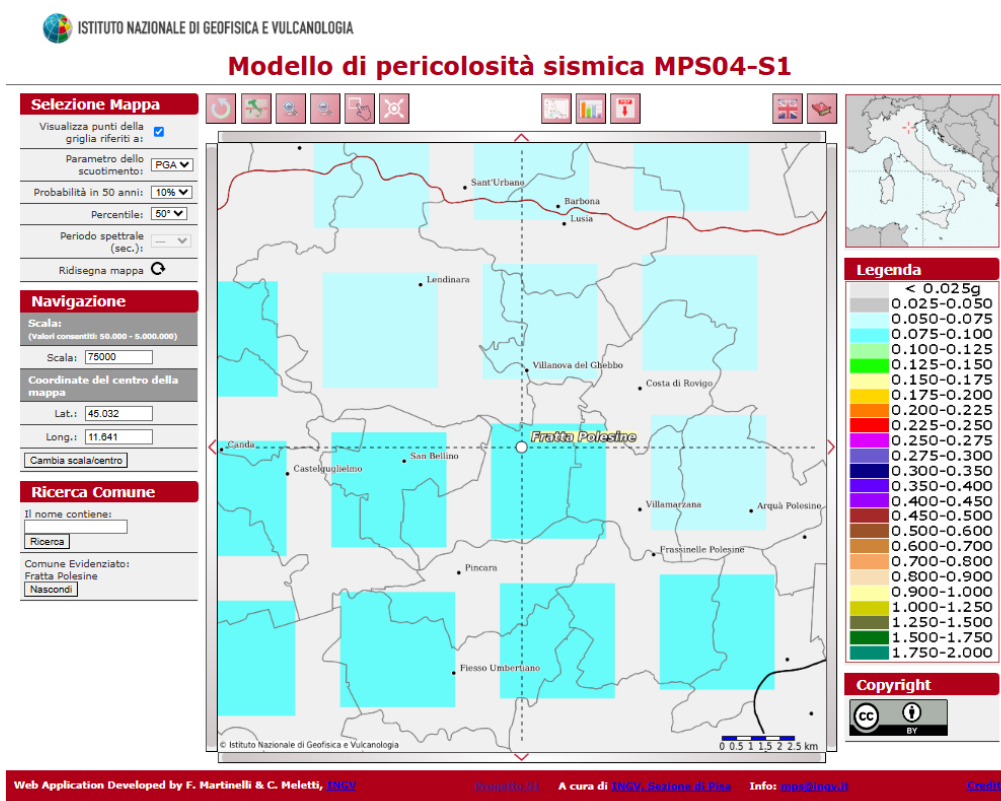 ISTITUTO NAZIONALE DI GEOFISICA E VULCANOLOGIA
Modello di pericolosità sismica MPS04-S1
Selezione Mappa
Visualizza punti della
griglia riferiti a:
Parametro dello
scuotimento:
PGA
Probabilità in 50 anni:
10%
Percentile:
50°
Periodo spettrale
(sec.):
---
Ridisegna mappa
Navigazione
Scala:
(Valori consentiti: 50.000 - 5.000.000)
Scala:
75000
Coordinate del centro della
mappa
Lat.:
45.032
Long.:
11.641
Cambia scala/centro
Ricerca Comune
Il nome contiene:
Ricerca
Comune Evidenziato:
Fratta Polesine
Nascondi
Sant'Urbano
Barbona
Lusia
Lendinara
Villanova del Ghebbo
Costa di Rovigo
Fratta Polesine
Canda
San Bellino
Castelguglielmo
Villamarzana
Arquà Polesine
Frassinelle Polesine
Pincara
Fiesso Umbertiano
© Istituto Nazionale di Geofisica e Vulcanologia
0 0.5 1 1.5 2 2.5 km
Legenda
< 0.025g
0.025-0.050
0.050-0.075
0.075-0.100
0.100-0.125
0.125-0.150
0.150-0.175
0.175-0.200
0.200-0.225
0.225-0.250
0.250-0.275
0.275-0.300
0.300-0.350
0.350-0.400
0.400-0.450
0.450-0.500
0.500-0.600
0.600-0.700
0.700-0.800
0.800-0.900
0.900-1.000
1.000-1.250
1.250-1.500
1.500-1.750
1.750-2.000
Copyright
cc
BY
Web Application Developed by F. Martinelli & C. Meletti, INGV
Progetto S1
A cura di INGV, Sezione di Pisa
Info: mps@ingv.it
Credit